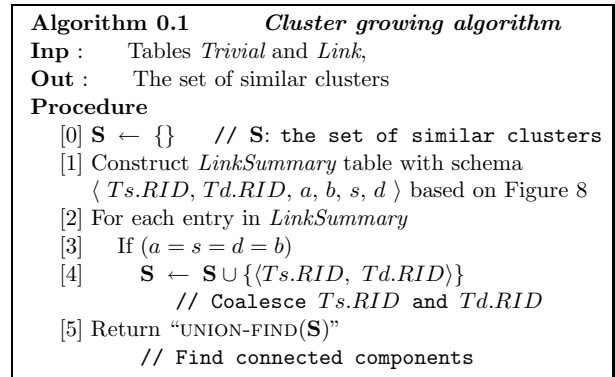 Algorithm 0.1 Cluster growing algorithm
Inp : Tables Trivial and Link,
Out : The set of similar clusters
Procedure
[0] S ← {} // S: the set of similar clusters
[1] Construct LinkSummary table with schema
⟨ Ts.RID, Td.RID, a, b, s, d ⟩ based on Figure 8
[2] For each entry in LinkSummary
[3] If (a = s = d = b)
[4] S ← S ∪ {⟨Ts.RID, Td.RID⟩}
// Coalesce Ts.RID and Td.RID
[5] Return “UNION-FIND(S)”
// Find connected components